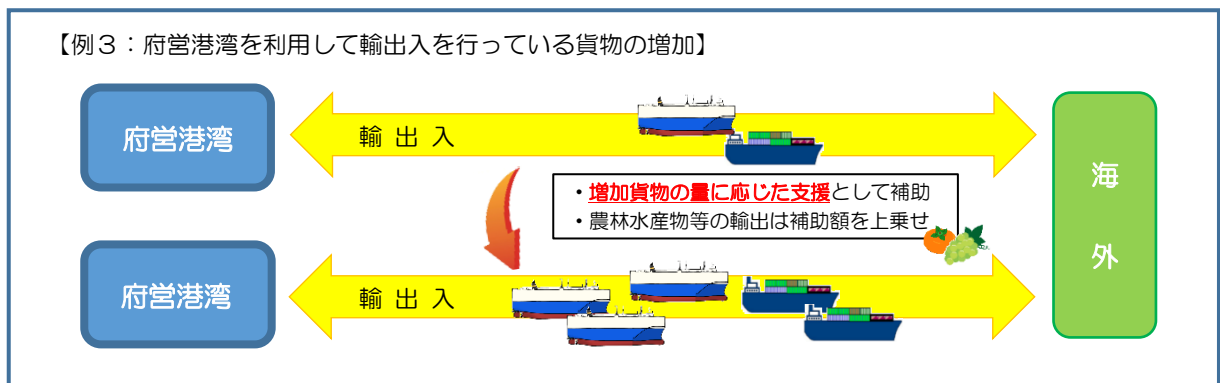 【例3：府営港湾を利用して輸出入を行っている貨物の増加】
府営港湾
輸 出 入
・増加貨物の量に応じた支援として補助
・農林水産物等の輸出は補助額を上乗せ
府営港湾
輸 出 入
海
外